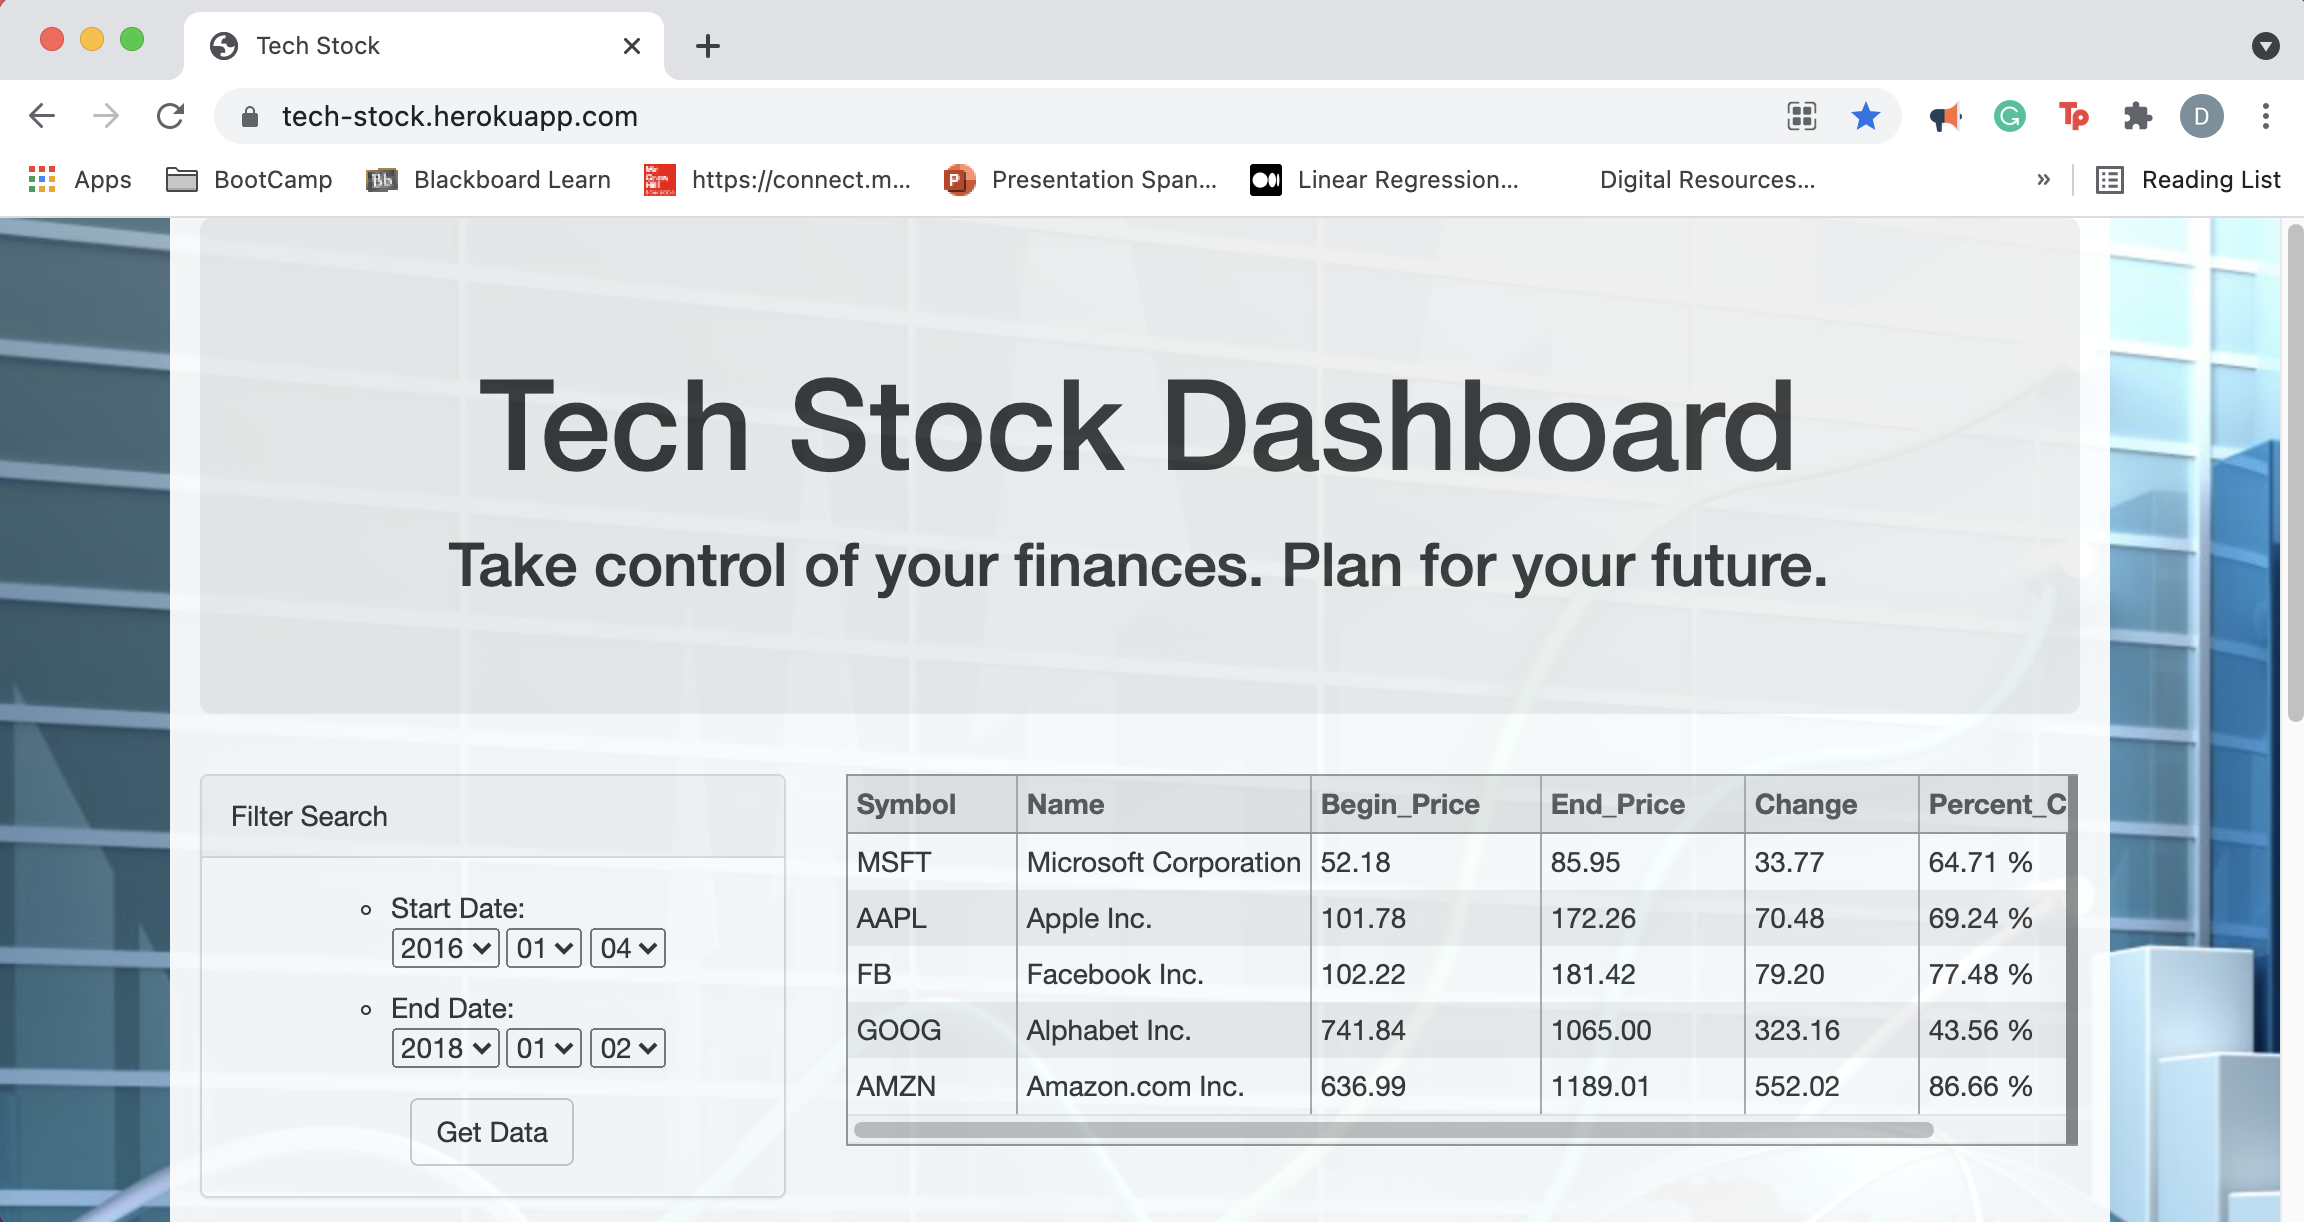 Tech Stock
tech-stock.herokuapp.com
G Tp D
Apps BootCamp Bb Blackboard Learn https://connect.m... P Presentation Span... Linear Regression... Digital Resources... » Reading List
Tech Stock Dashboard
Take control of your finances. Plan for your future.
Filter Search
Start Date:
2016 01 04
End Date:
2018 01 02
Get Data
Symbol Name Begin_Price End_Price Change Percent_C
MSFT Microsoft Corporation 52.18 85.95 33.77 64.71 %
AAPL Apple Inc. 101.78 172.26 70.48 69.24 %
FB Facebook Inc. 102.22 181.42 79.20 77.48 %
GOOG Alphabet Inc. 741.84 1065.00 323.16 43.56 %
AMZN Amazon.com Inc. 636.99 1189.01 552.02 86.66 %